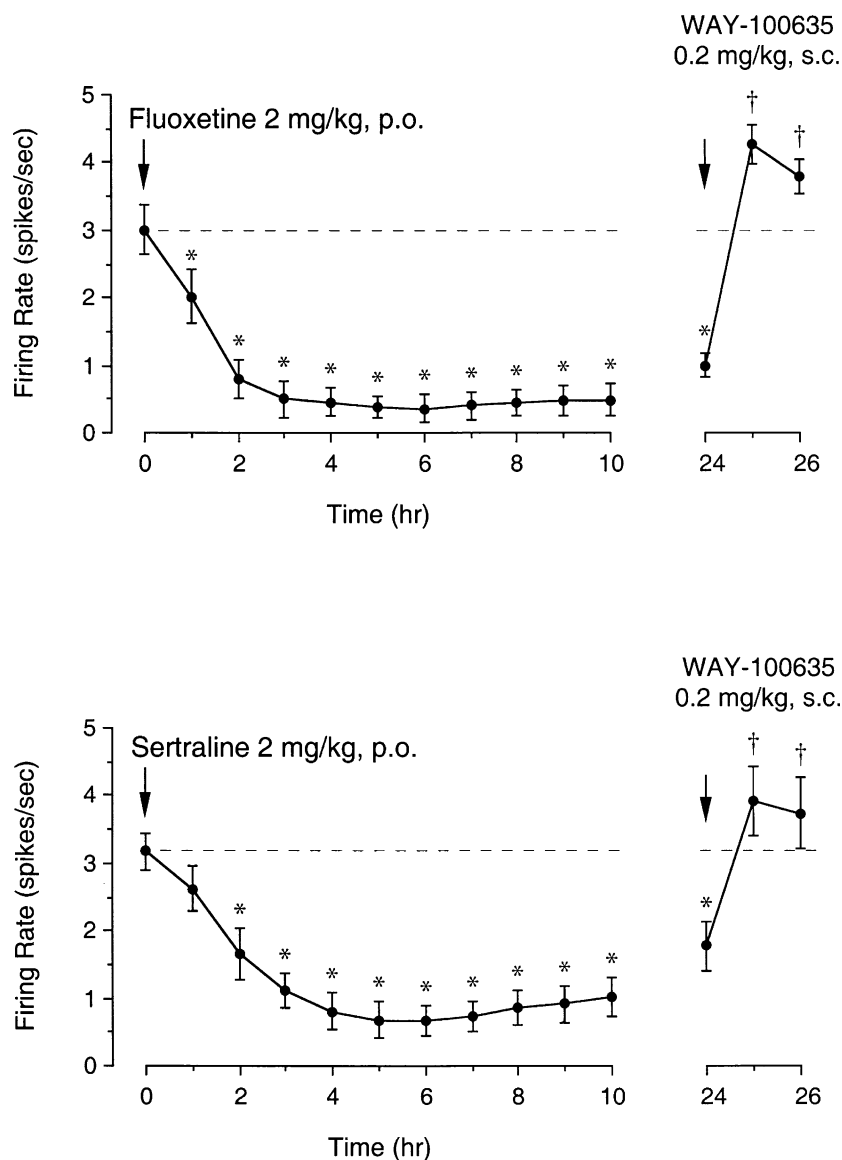 WAY-100635
0.2 mg/kg, s.c.
Fluoxetine 2 mg/kg, p.o.
Firing Rate (spikes/sec)
5
4
3
2
1
0
† †
* * * * * * * * * * *
0 2 4 6 8 10 24 26
Time (hr)
WAY-100635
0.2 mg/kg, s.c.
Sertraline 2 mg/kg, p.o.
Firing Rate (spikes/sec)
5
4
3
2
1
0
† †
* * * * * * * * * *
0 2 4 6 8 10 24 26
Time (hr)